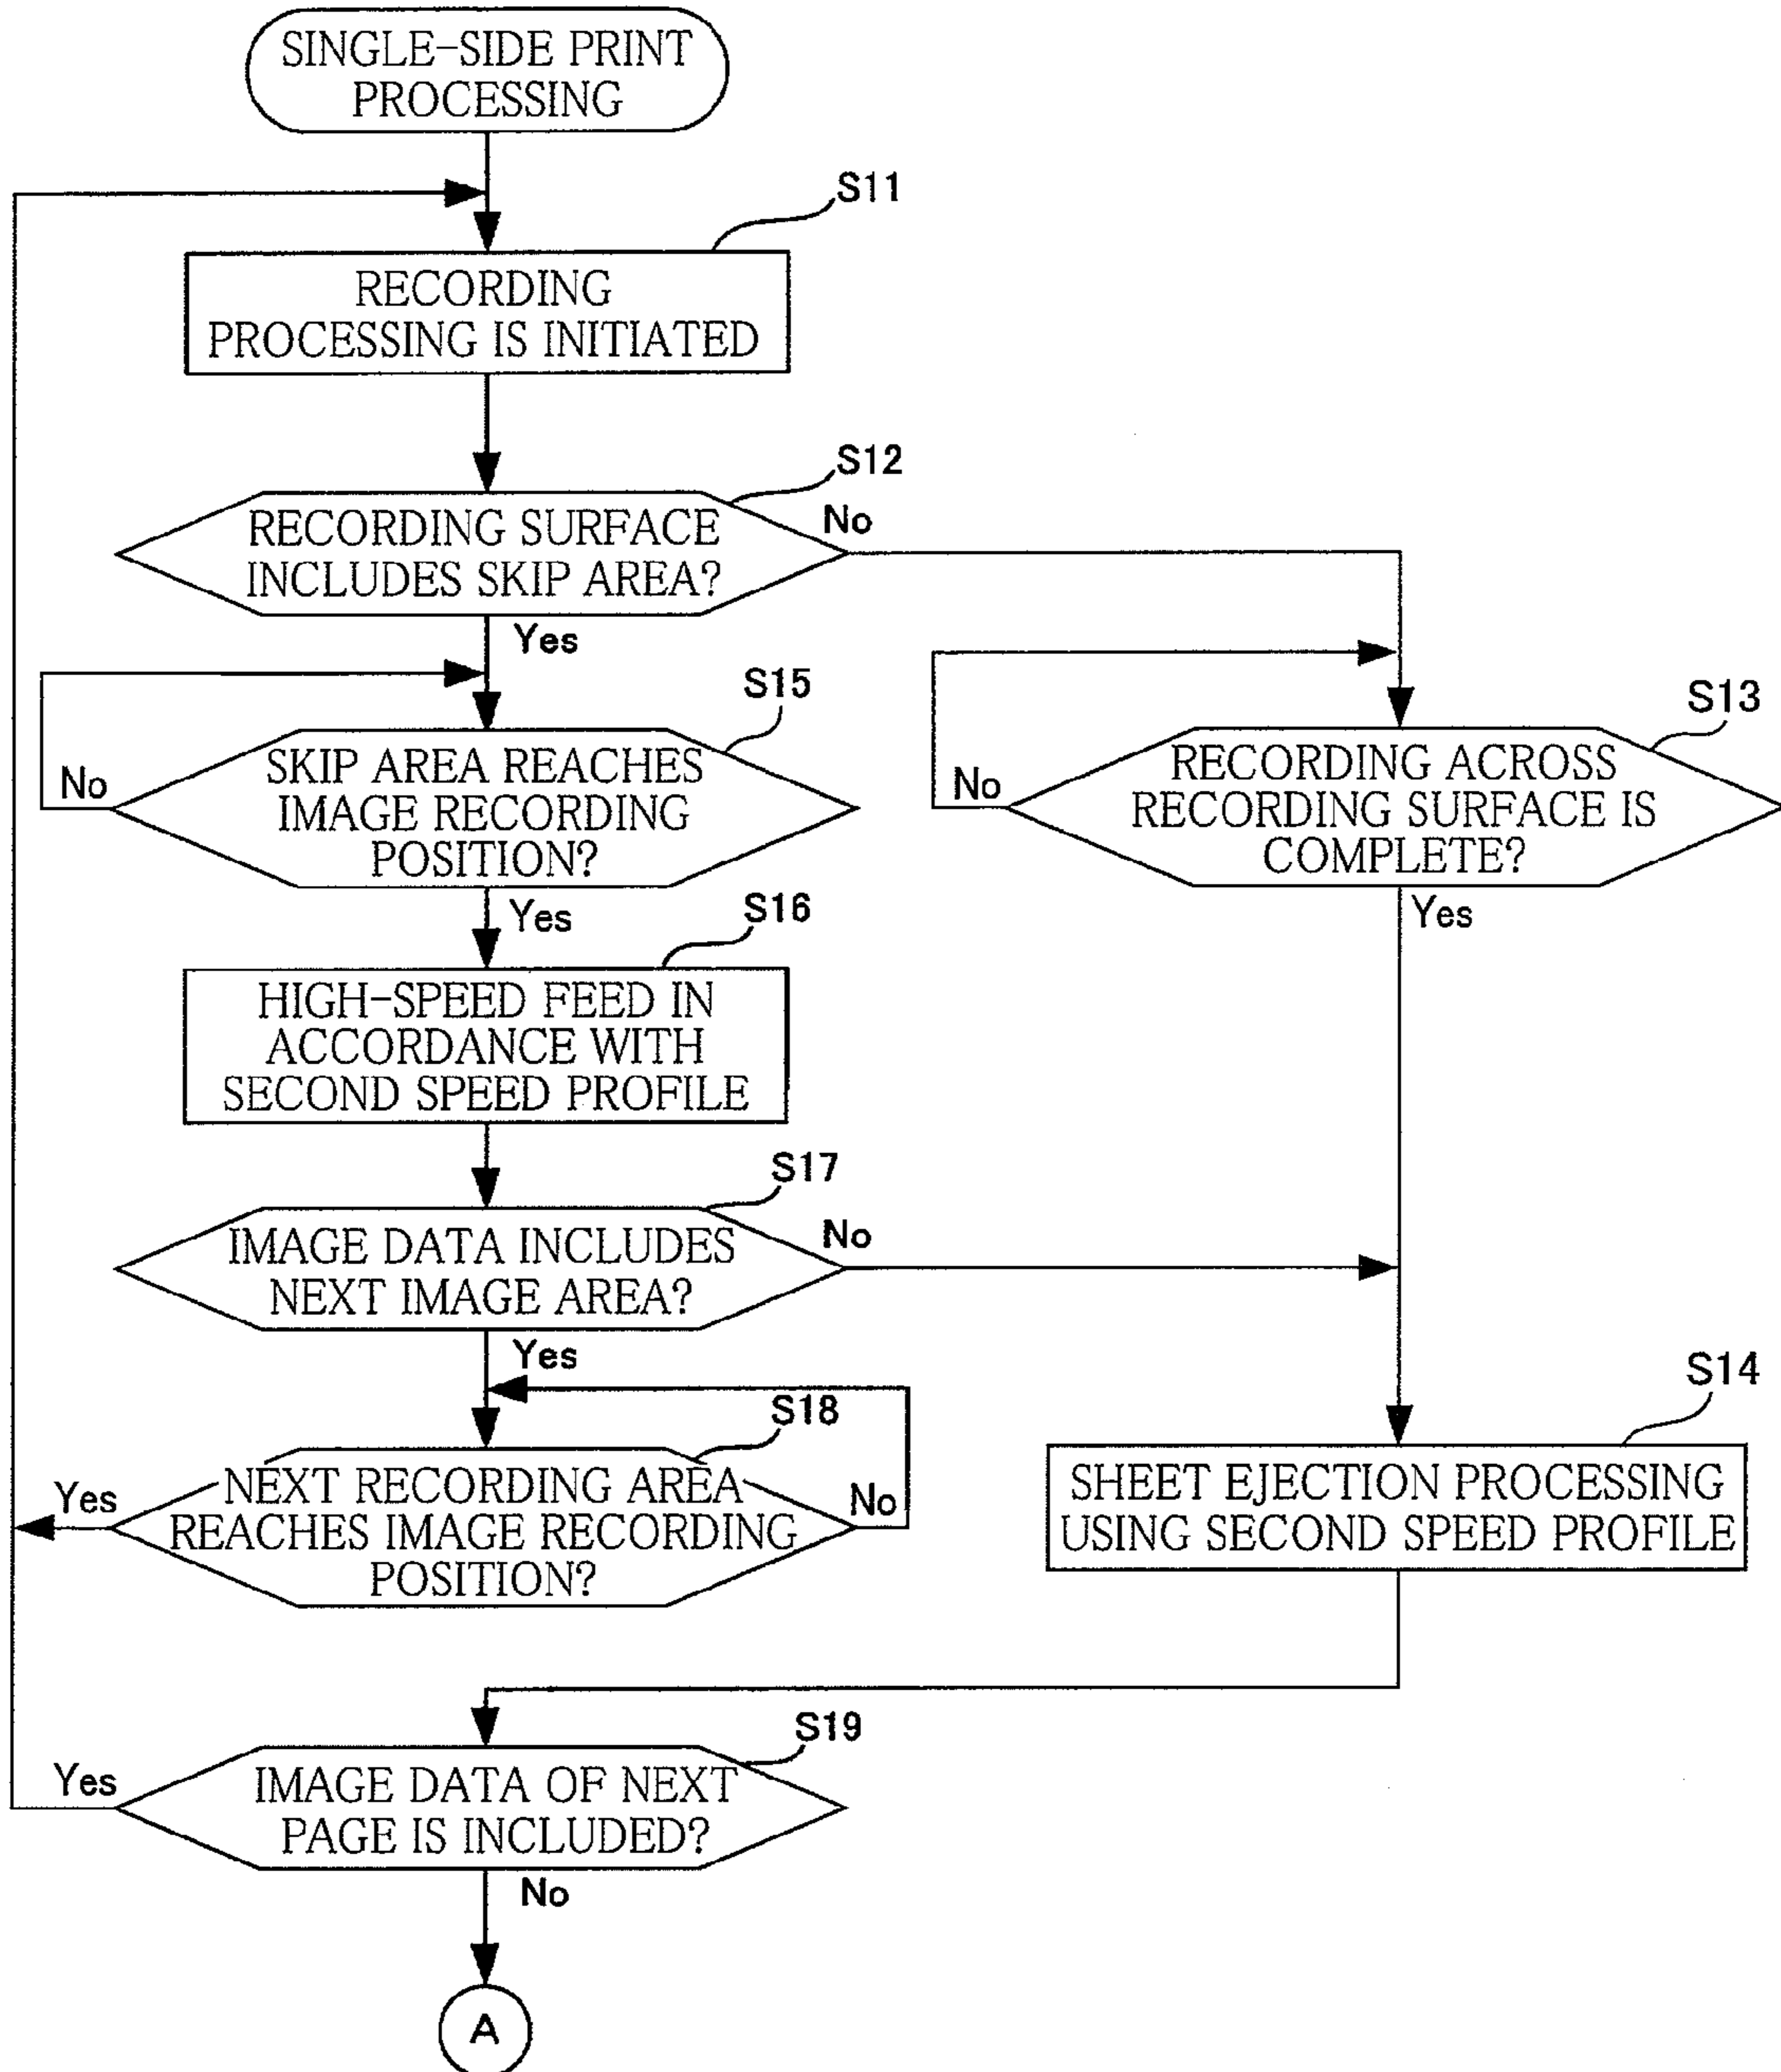 SINGLE-SIDE PRINT
PROCESSING
S11
RECORDING
PROCESSING IS INITIATED
S12
RECORDING SURFACE
INCLUDES SKIP AREA?
No
Yes
S15
SKIP AREA REACHES
IMAGE RECORDING
POSITION?
No
Yes
S13
RECORDING ACROSS
RECORDING SURFACE IS
COMPLETE?
No
Yes
S16
HIGH-SPEED FEED IN
ACCORDANCE WITH
SECOND SPEED PROFILE
S17
IMAGE DATA INCLUDES
NEXT IMAGE AREA?
No
Yes
S18
NEXT RECORDING AREA
REACHES IMAGE RECORDING
POSITION?
Yes
No
S14
SHEET EJECTION PROCESSING
USING SECOND SPEED PROFILE
S19
IMAGE DATA OF NEXT
PAGE IS INCLUDED?
Yes
No
A